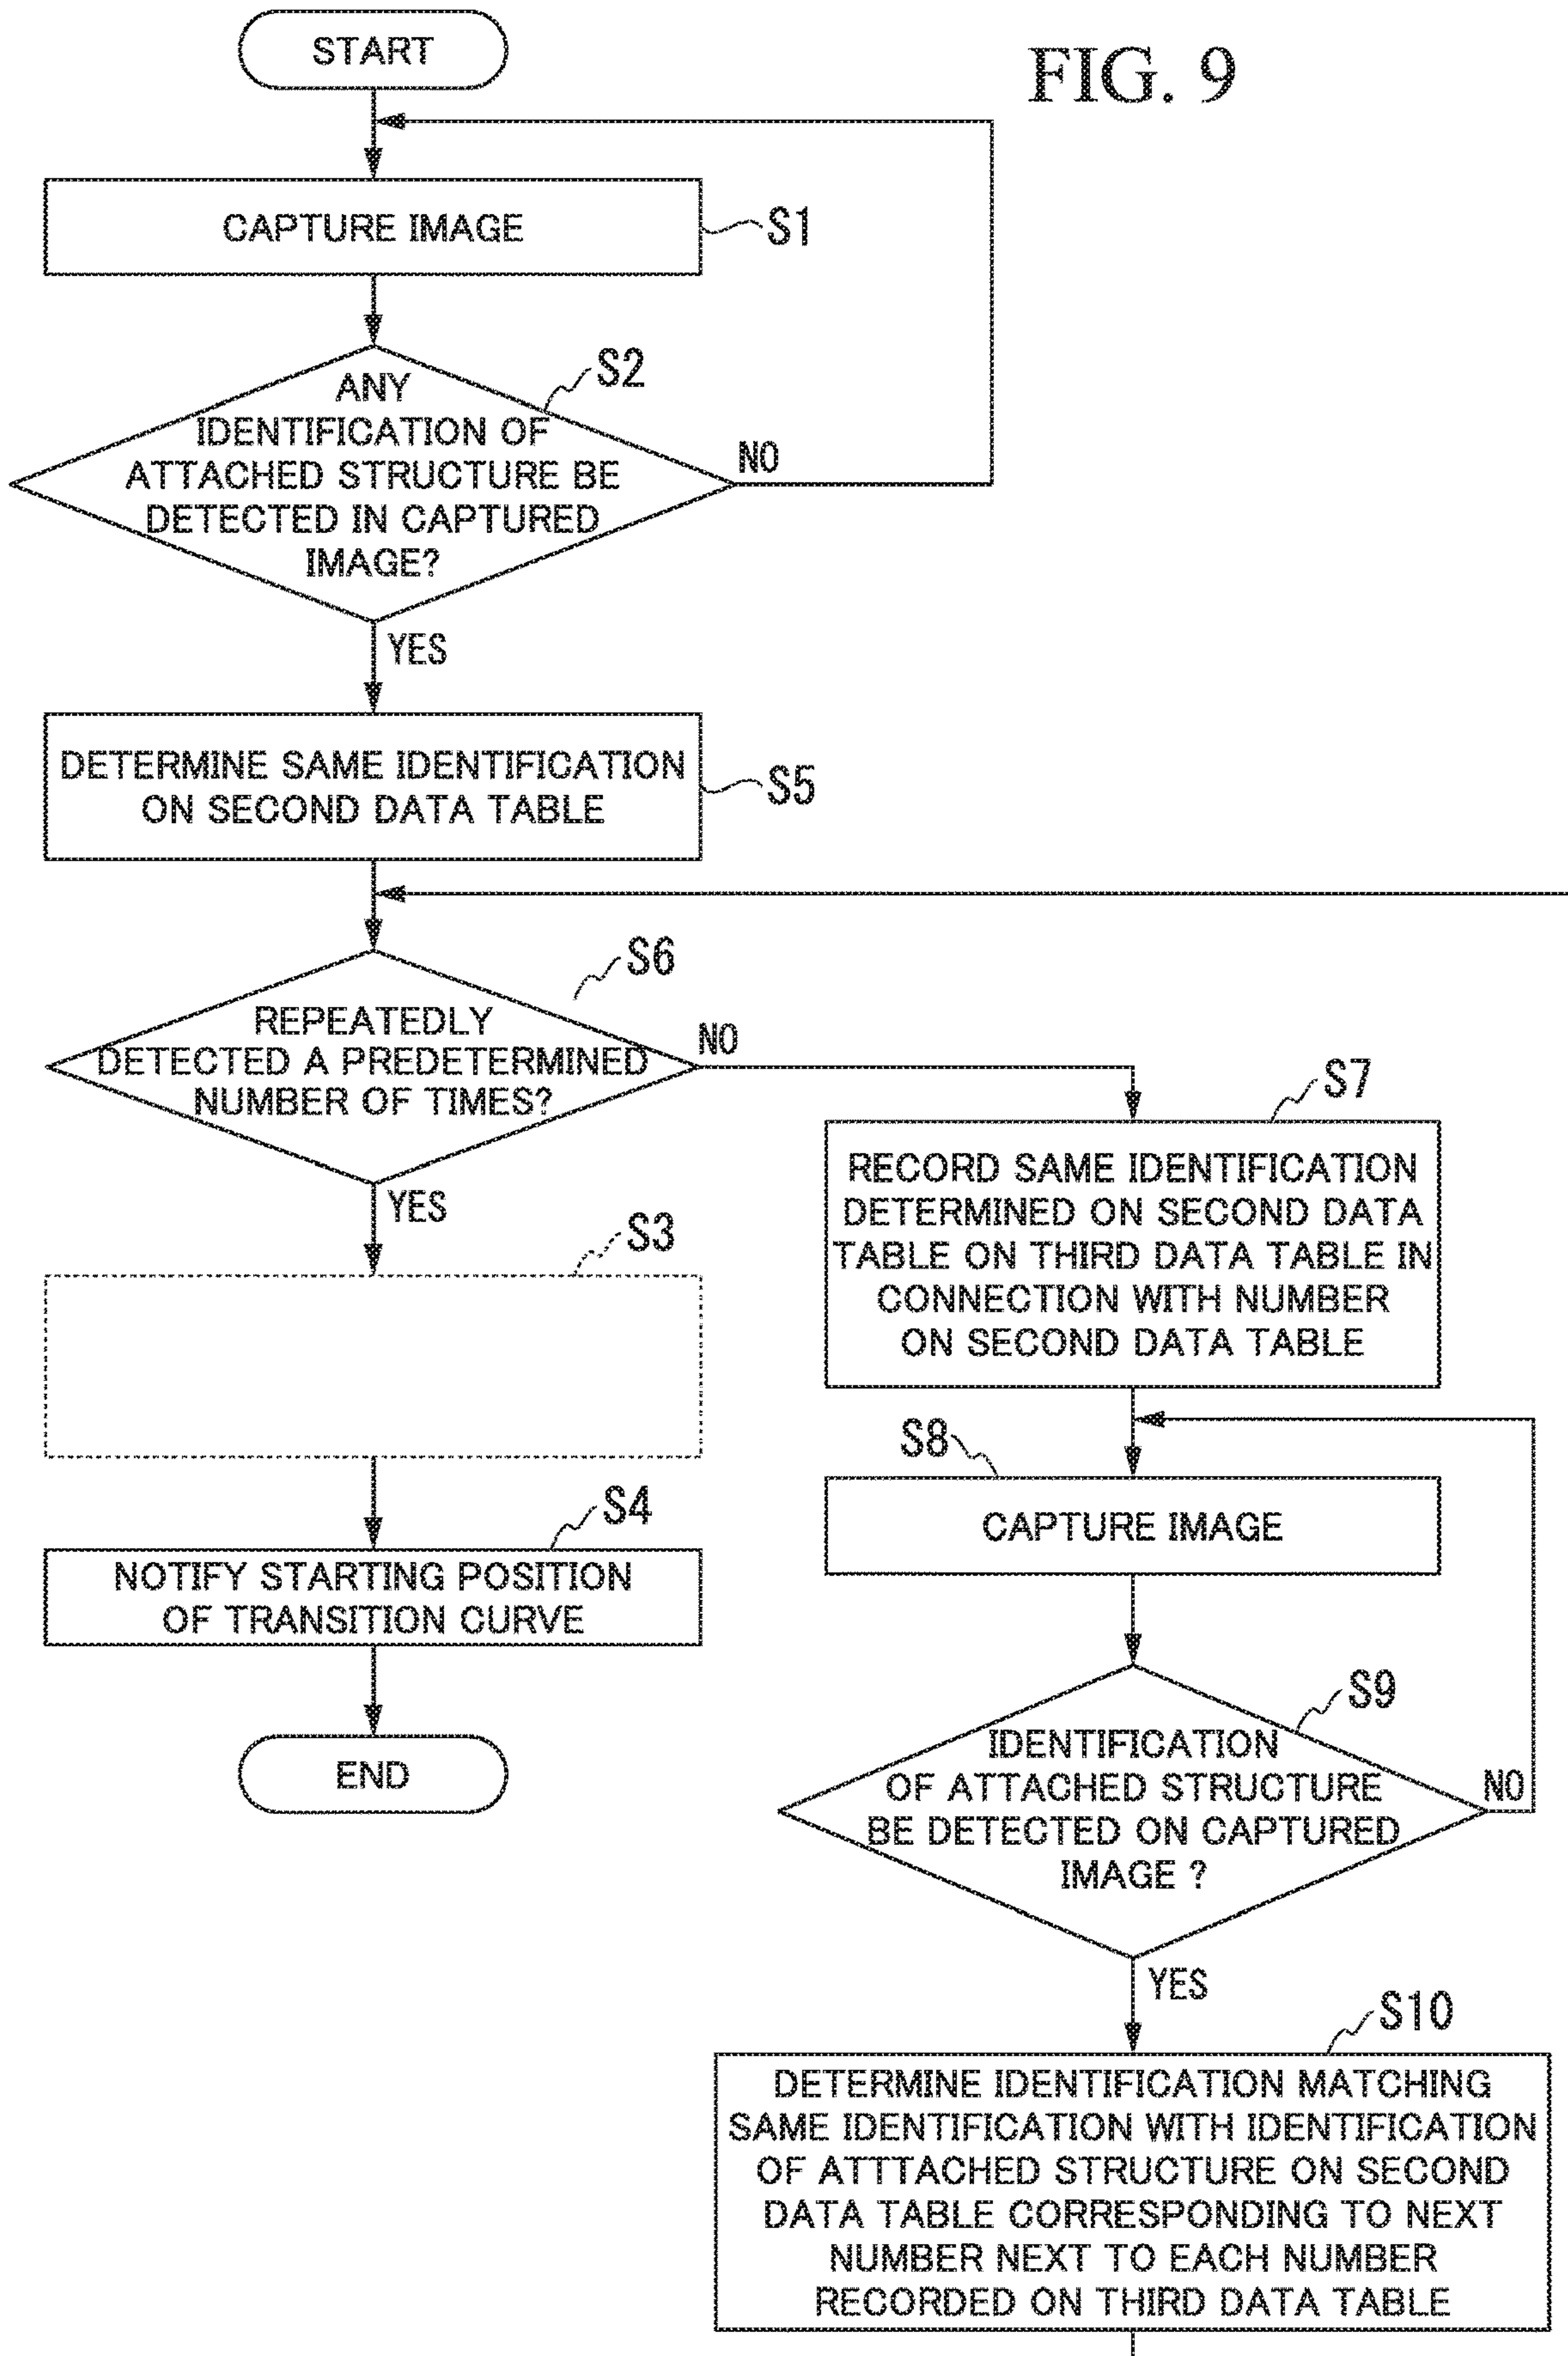 START
FIG. 9
CAPTURE IMAGE
S1
S2
ANY
IDENTIFICATION OF
ATTACHED STRUCTURE BE
DETECTED IN CAPTURED
IMAGE?
NO
YES
DETERMINE SAME IDENTIFICATION
ON SECOND DATA TABLE
S5
S6
REPEATEDLY
DETECTED A PREDETERMINED
NUMBER OF TIMES?
NO
YES
S3
S4
NOTIFY STARTING POSITION
OF TRANSITION CURVE
END
S7
RECORD SAME IDENTIFICATION
DETERMINED ON SECOND DATA
TABLE ON THIRD DATA TABLE IN
CONNECTION WITH NUMBER
ON SECOND DATA TABLE
S8
CAPTURE IMAGE
S9
IDENTIFICATION
OF ATTACHED STRUCTURE
BE DETECTED ON CAPTURED
IMAGE ?
NO
YES
S10
DETERMINE IDENTIFICATION MATCHING
SAME IDENTIFICATION WITH IDENTIFICATION
OF ATTTACHED STRUCTURE ON SECOND
DATA TABLE CORRESPONDING TO NEXT
NUMBER NEXT TO EACH NUMBER
RECORDED ON THIRD DATA TABLE